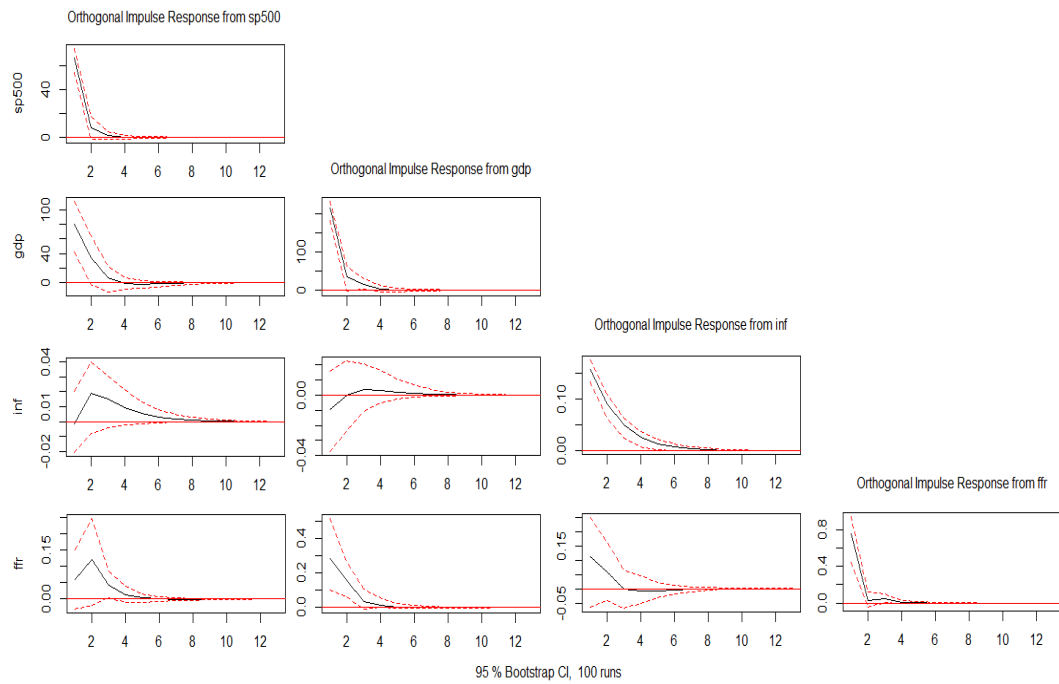 Orthogonal Impulse Response from sp500
sp500
0 40
2 4 6 8 10 12
Orthogonal Impulse Response from gdp
gdp
0 40 100
2 4 6 8 10 12
100
0
2 4 6 8 10 12
Orthogonal Impulse Response from inf
inf
-0.02 0.01 0.04
2 4 6 8 10 12
-0.04 0.00
2 4 6 8 10 12
0.00 0.10
2 4 6 8 10 12
Orthogonal Impulse Response from ffr
ffr
0.00 0.15
2 4 6 8 10 12
0.0 0.2 0.4
2 4 6 8 10 12
-0.05 0.15
2 4 6 8 10 12
0.0 0.4 0.8
2 4 6 8 10 12
95 % Bootstrap CI, 100 runs